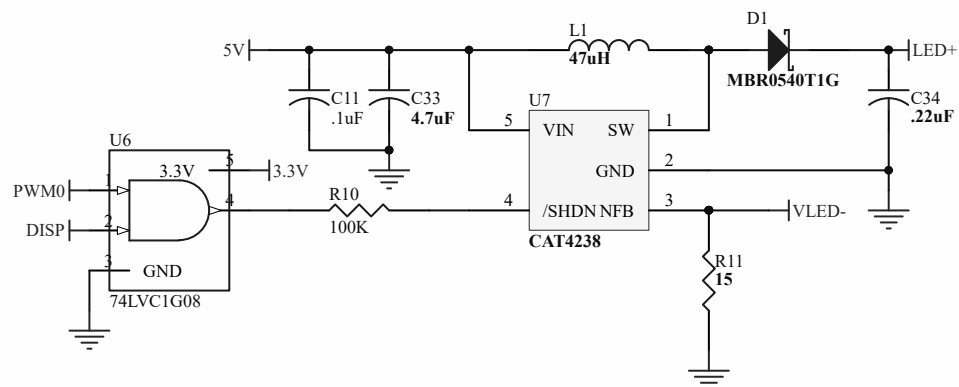 D1
L1
5V
LED+
47uH
MBR0540T1G
C11
.1uF
C33
4.7uF
U7
C34
.22uF
5
VIN
SW
1
U6
3.3V
5
3.3V
GND
2
PWM0
1
R10
100K
4
4
/SHDN
NFB
3
VLED-
DISP
2
CAT4238
3
GND
R11
15
74LVC1G08